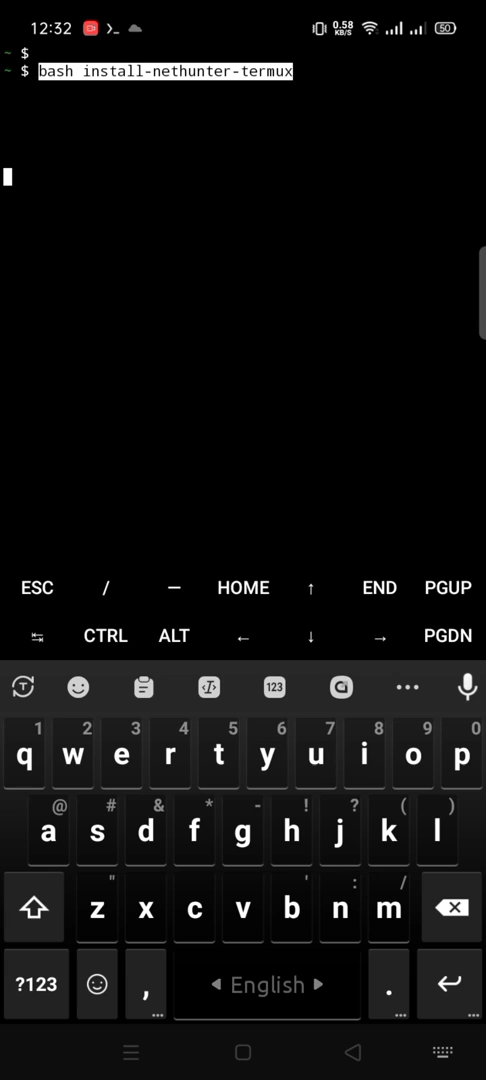 12:32 0.58 KB/S 50
~ $
~ $ bash install-nethunter-termux
ESC / — HOME ↑ END PGUP
↹ CTRL ALT ← ↓ → PGDN
T I 123 G •••
1 2 3 4 5 6 7 8 9 0
q w e r t y u i o p
@ # & * - ! ? ( )
a s d f g h j k l
" ' : /
z x c v b n m
?123 , ◀ English ▶ .